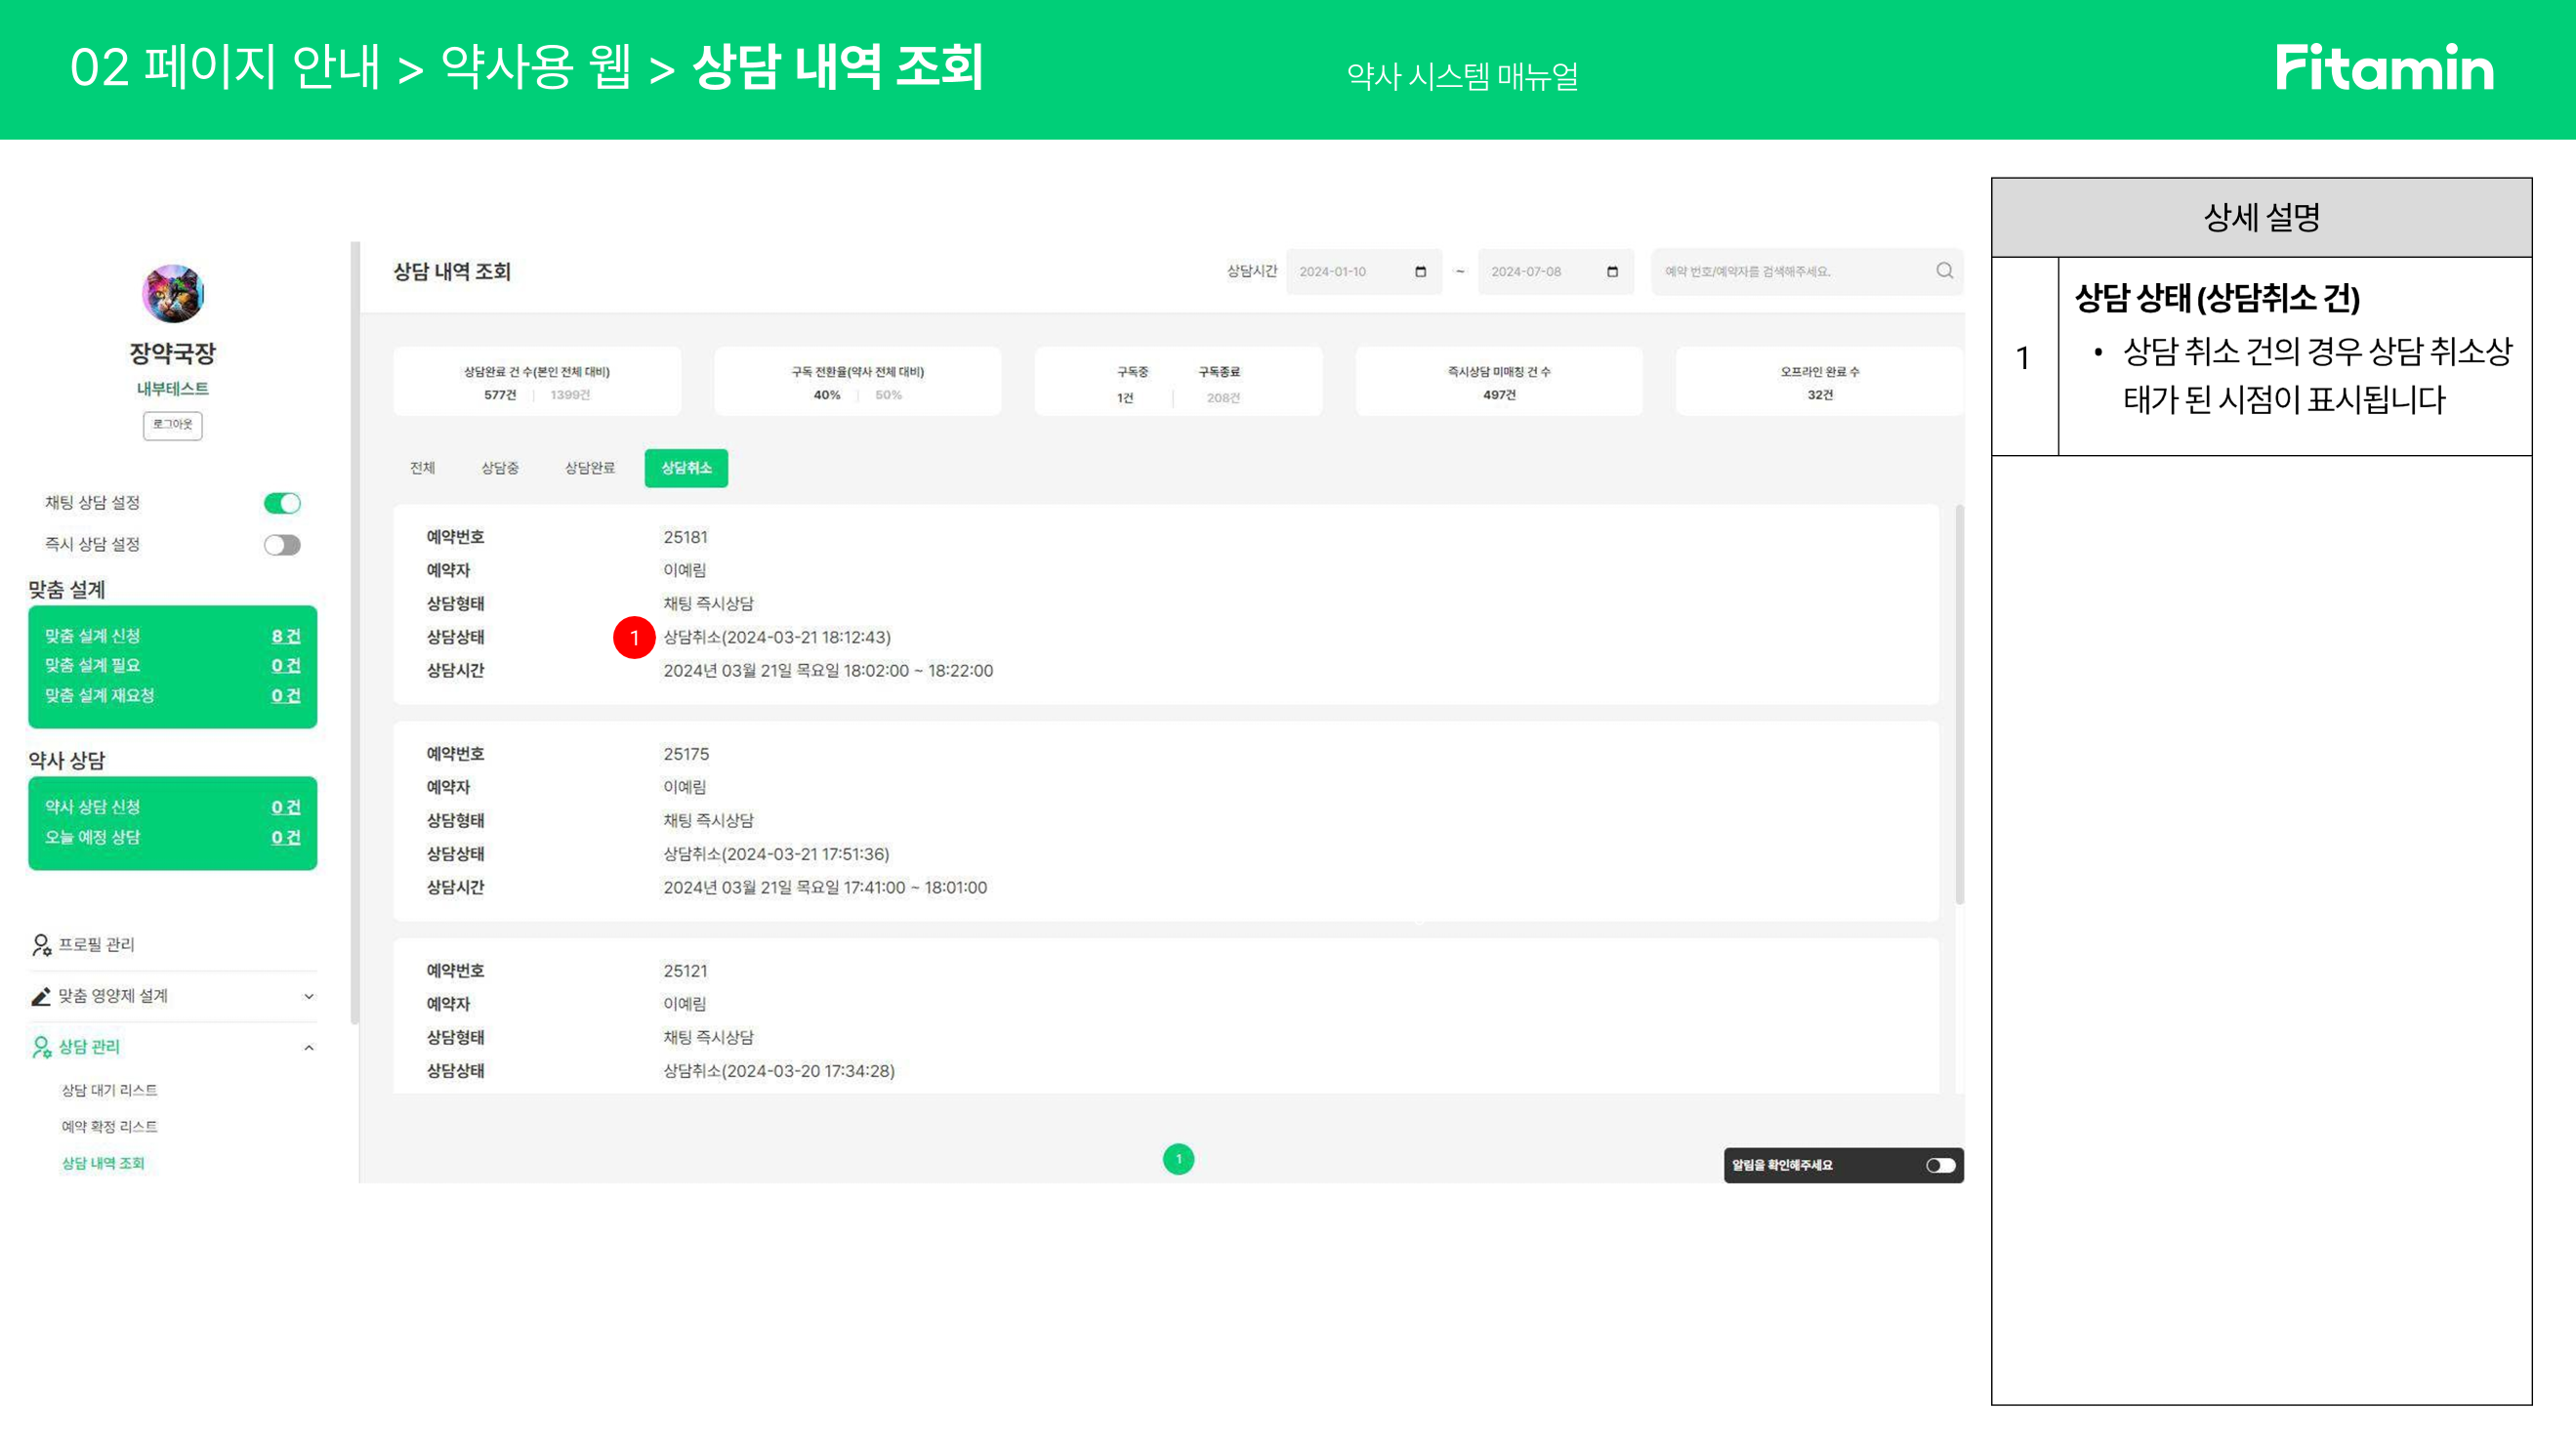 02 페이지 안내 > 약사용 웹 > 상담 내역 조회
약사 시스템 매뉴얼
Fitamin
장약국장
내부테스트
로그아웃
채팅 상담 설정
즉시 상담 설정
맞춤 설계
맞춤 설계 신청 8 건
맞춤 설계 필요 0 건
맞춤 설계 재요청 0 건
약사 상담
약사 상담 신청 0 건
오늘 예정 상담 0 건
프로필 관리
맞춤 영양제 설계
상담 관리
상담 대기 리스트
예약 확정 리스트
상담 내역 조회
상담 내역 조회
상담시간 2024-01-10 ~ 2024-07-08 예약 번호/예약자를 검색해주세요.
상담완료 건 수(본인 전체 대비)
577건 | 1399건
구독 전환율(약사 전체 대비)
40% | 50%
구독중 구독종료
1건 | 208건
즉시상담 미매칭 건 수
497건
오프라인 완료 수
32건
전체 상담중 상담완료 상담취소
예약번호 25181
예약자 이예림
상담형태 채팅 즉시상담
상담상태 1 상담취소(2024-03-21 18:12:43)
상담시간 2024년 03월 21일 목요일 18:02:00 ~ 18:22:00
예약번호 25175
예약자 이예림
상담형태 채팅 즉시상담
상담상태 상담취소(2024-03-21 17:51:36)
상담시간 2024년 03월 21일 목요일 17:41:00 ~ 18:01:00
예약번호 25121
예약자 이예림
상담형태 채팅 즉시상담
상담상태 상담취소(2024-03-20 17:34:28)
1
알림을 확인해주세요
상세 설명
1
상담 상태 (상담취소 건)
• 상담 취소 건의 경우 상담 취소상
태가 된 시점이 표시됩니다